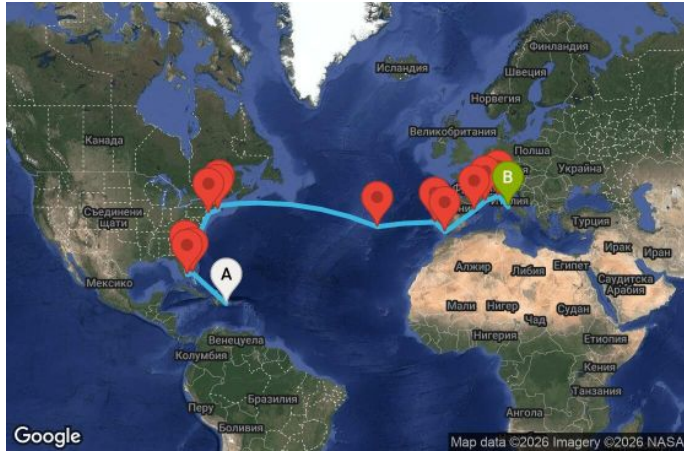 Финландия
Исландия
Швеция
Норвегия
Канада
Великобритания
Полша
Украйна
B
Италия
Съединени
щати
Турция
Ирак
Иран
Алжир
Либия
Египет
Саудитска
Арабия
A
Мексико
Мали
Нигер
Чад
Судан
Нигерия
Етиопия
Венецуела
Колумбия
Кения
Танзания
Перу
Бразилия
Ангола
Боливия
Google
Map data ©2026 Imagery ©2026 NASA